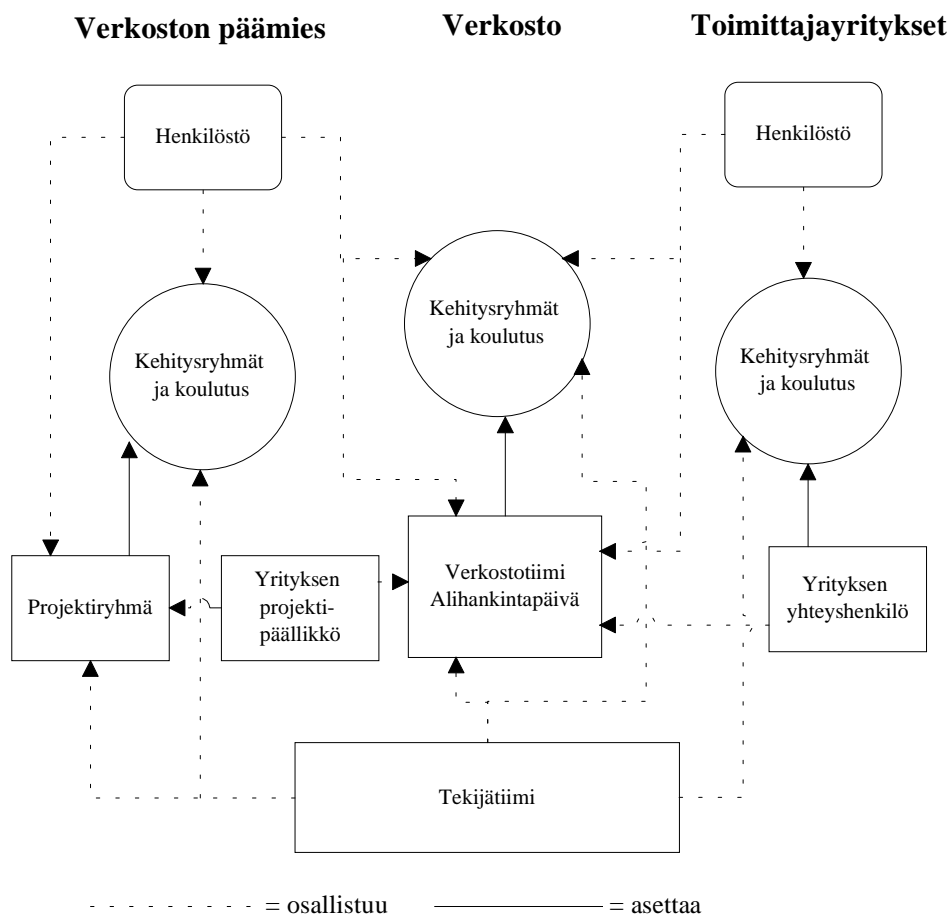 Verkoston päämies
Verkosto
Toimittajayritykset
Henkilöstö
Henkilöstö
Kehitysryhmät
ja koulutus
Kehitysryhmät
ja koulutus
Kehitysryhmät
ja koulutus
Projektiryhmä
Yrityksen
projekti-
päällikkö
Verkostotiimi
Alihankintapäivä
Yrityksen
yhteyshenkilö
Tekijätiimi
= osallistuu
= asettaa